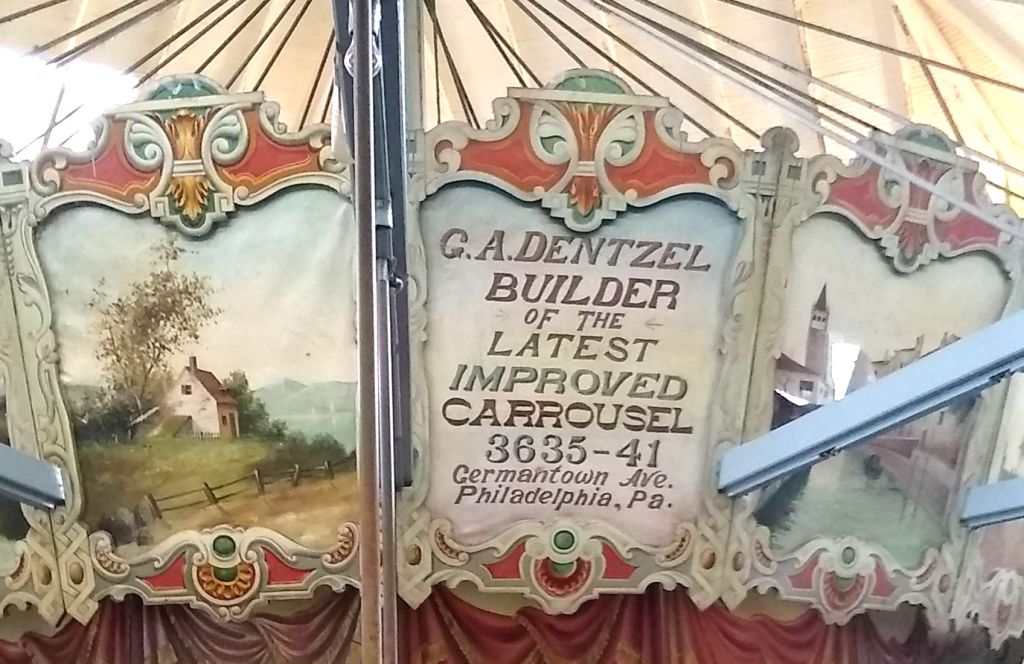 G.A. DENTZEL
BUILDER
OF THE
LATEST
IMPROVED
CARROUSEL
3635-41
Germantown Ave.
Philadelphia, Pa.